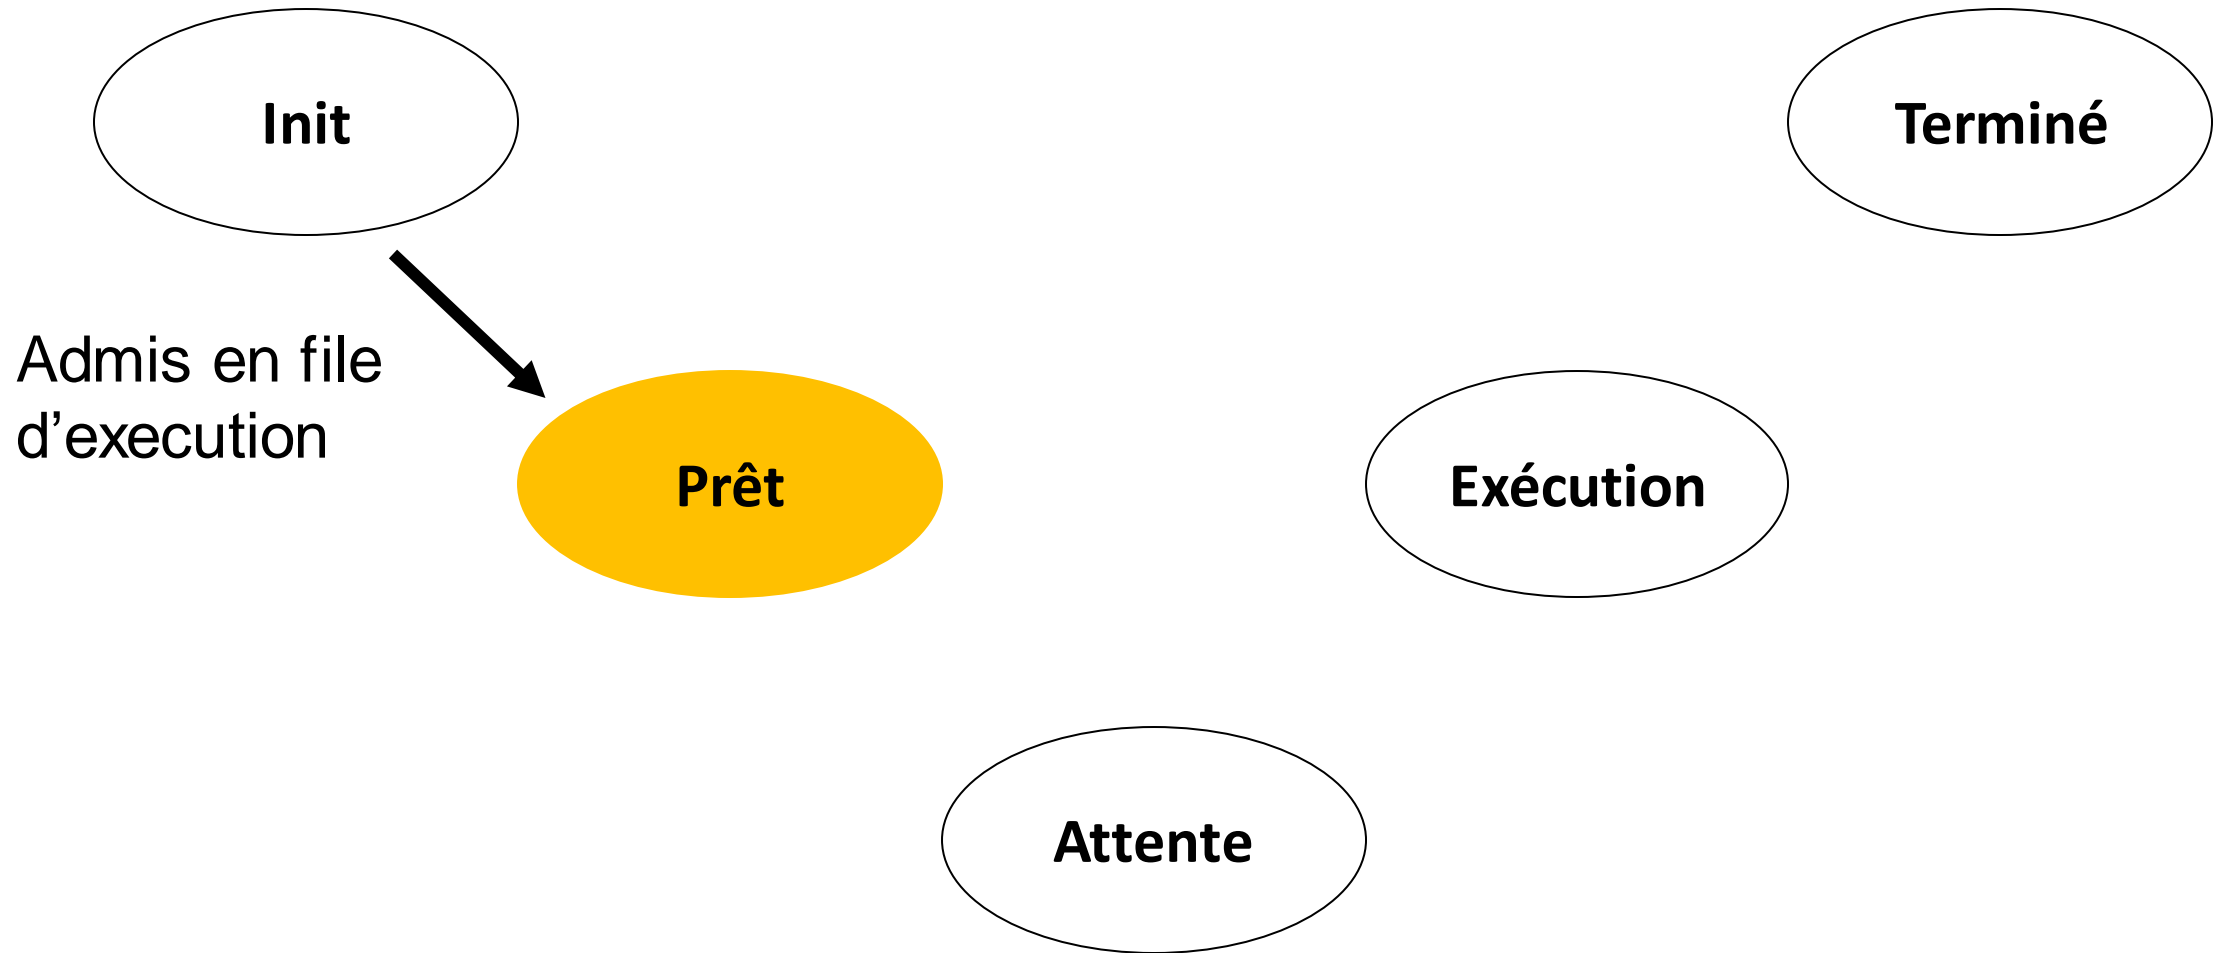 Init
Terminé
Admis en file
d’execution
Prêt
Exécution
Attente